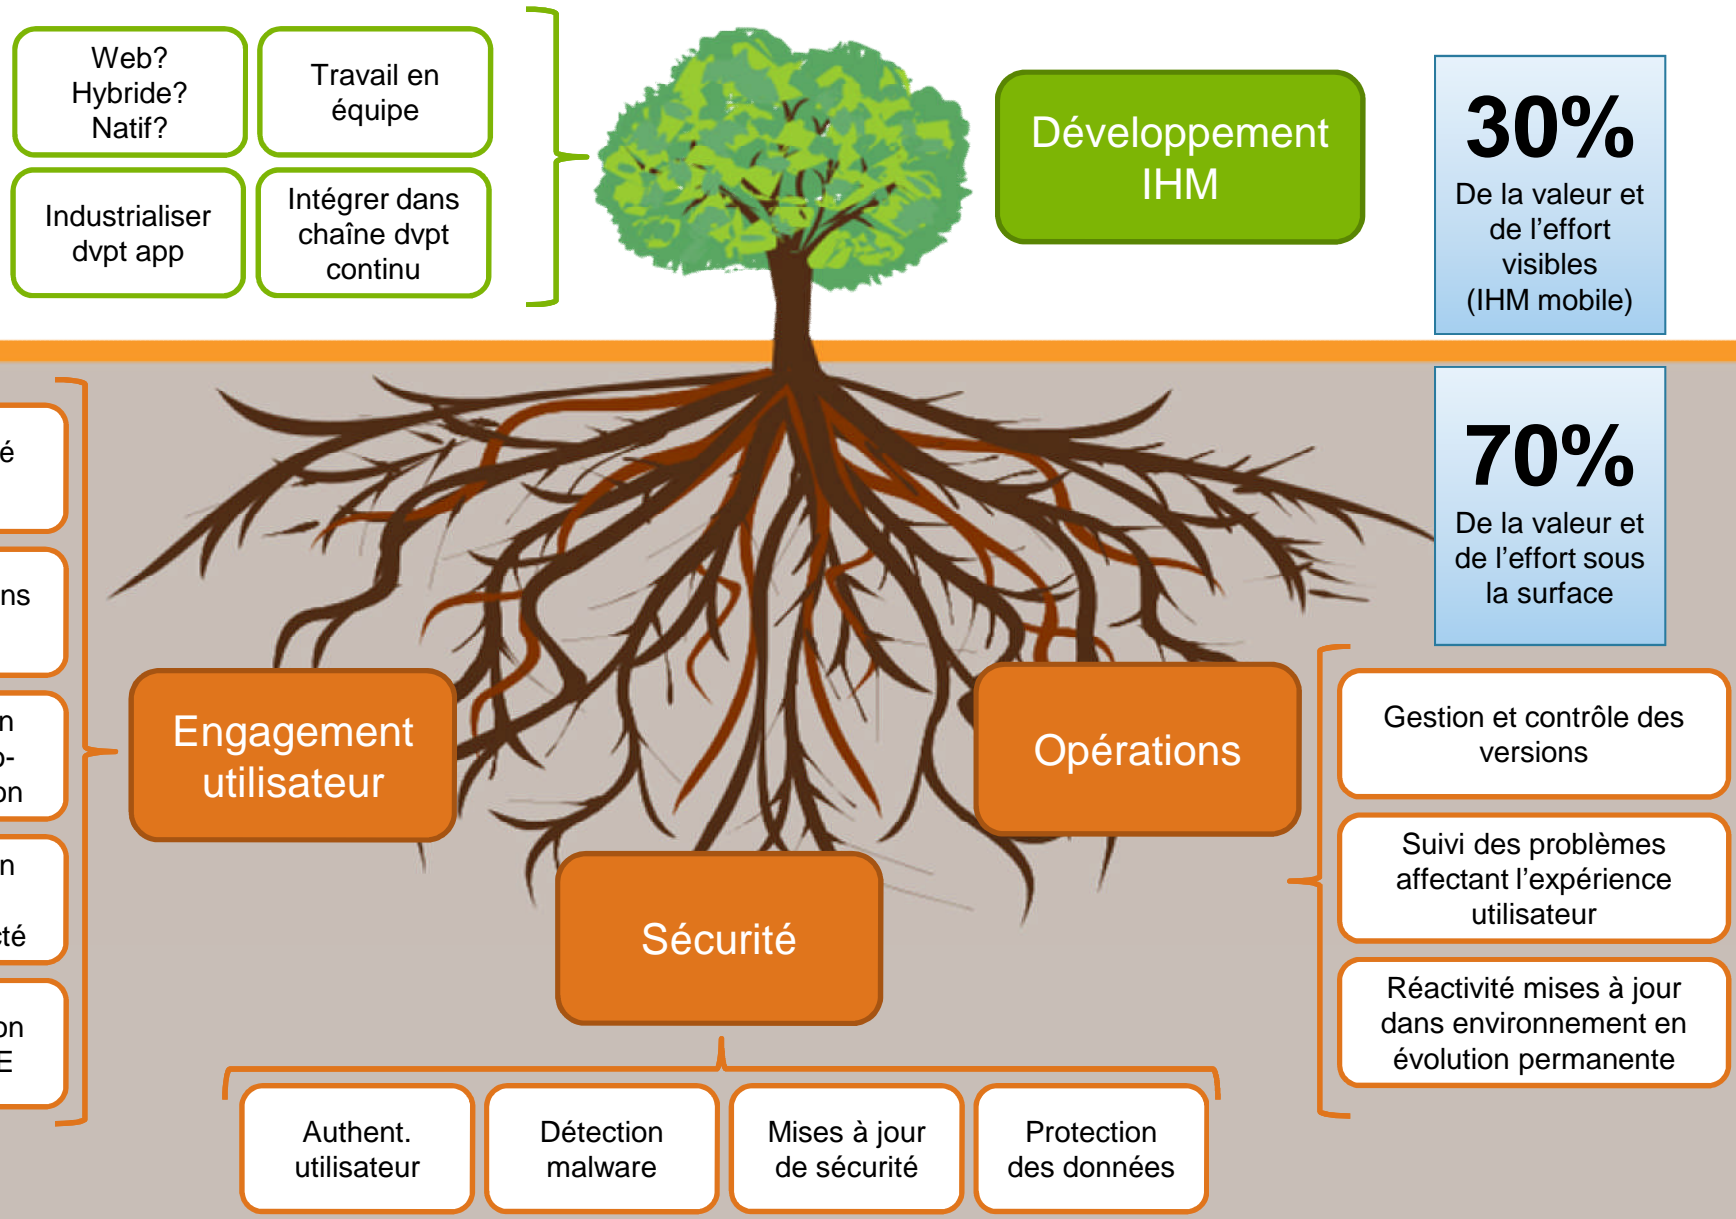 Web?
Hybride?
Natif?
Travail en
équipe
Industrialiser
dvpt app
Intégrer dans
chaîne dvpt
continu
Développement
IHM
30%
De la valeur et
de l'effort
visibles
(IHM mobile)
70%
De la valeur et
de l'effort sous
la surface
Engagement
utilisateur
Sécurité
Opérations
Gestion et contrôle des
versions
Suivi des problèmes
affectant l'expérience
utilisateur
Réactivité mises à jour
dans environnement en
évolution permanente
Authent.
utilisateur
Détection
malware
Mises à jour
de sécurité
Protection
des données